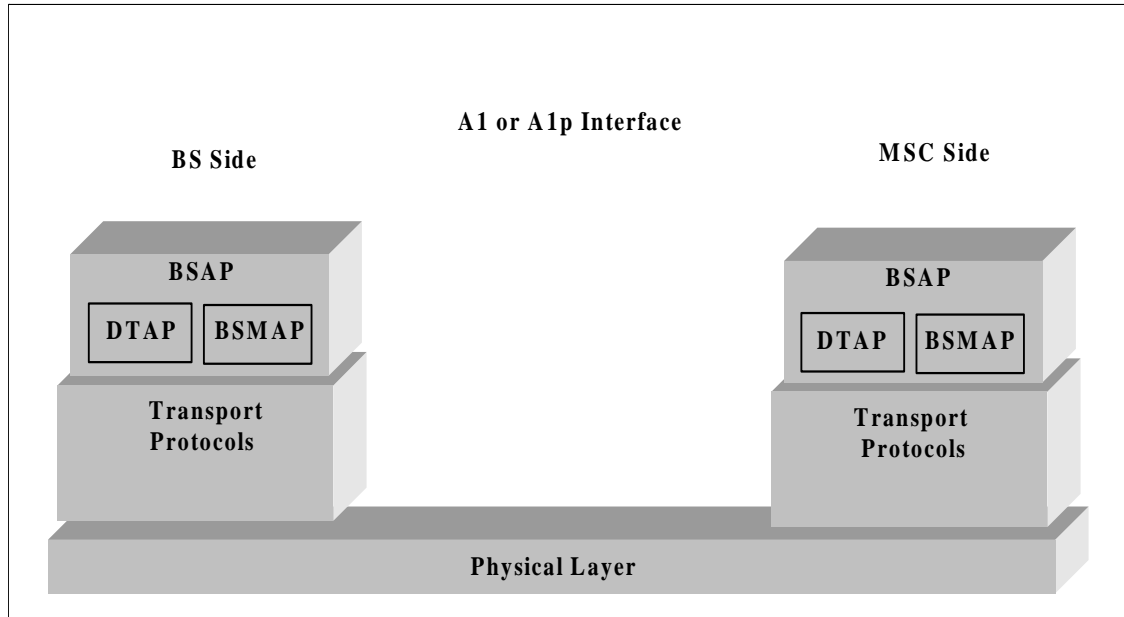 A1 or A1p Interface
BS Side
MSC Side
BSAP
DTAP
BSMAP
Transport
Protocols
BSAP
DTAP
BSMAP
Transport
Protocols
Physical Layer